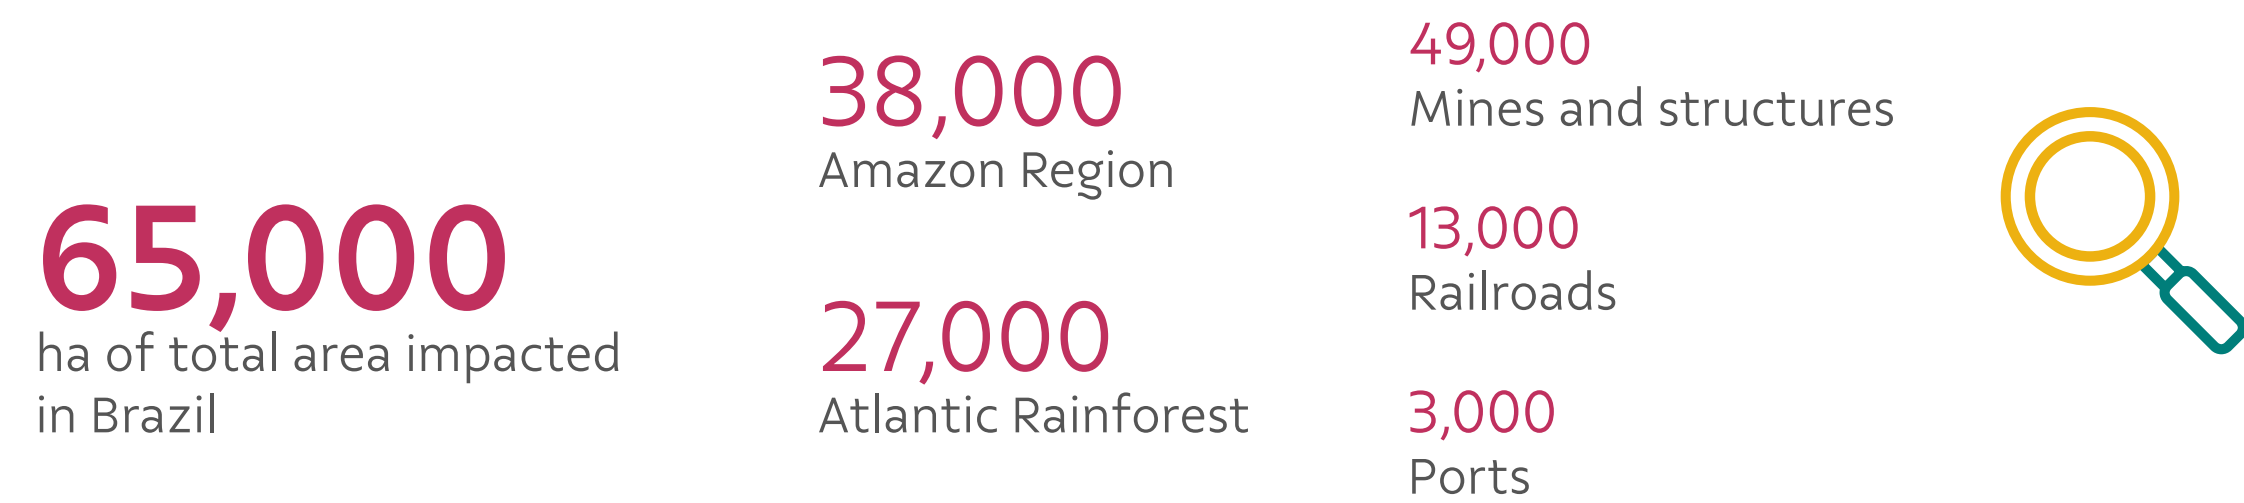 65,000
ha of total area impacted
in Brazil
38,000
Amazon Region
27,000
Atlantic Rainforest
49,000
Mines and structures
13,000
Railroads
3,000
Ports